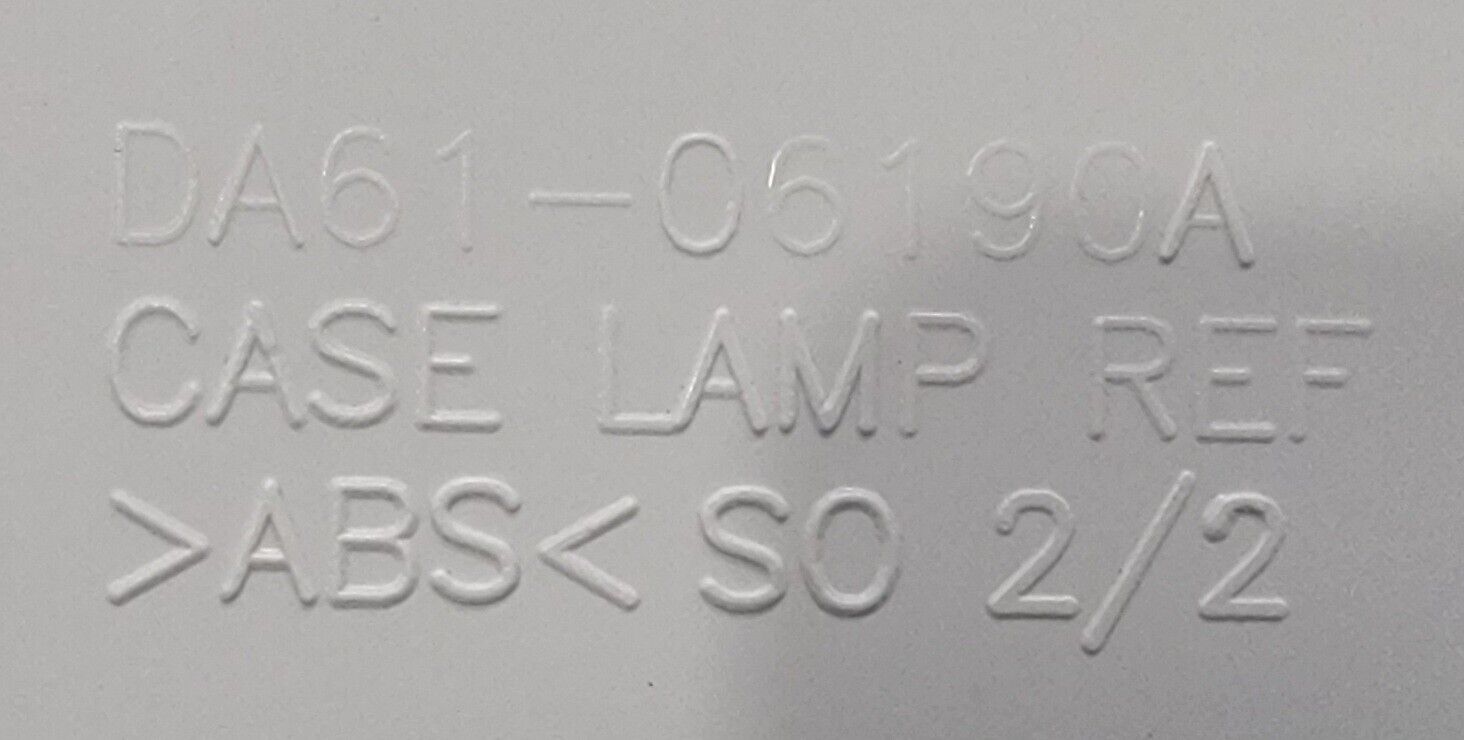 DA61-06190A
CASE LAMP REF
>ABS< SO 2/2